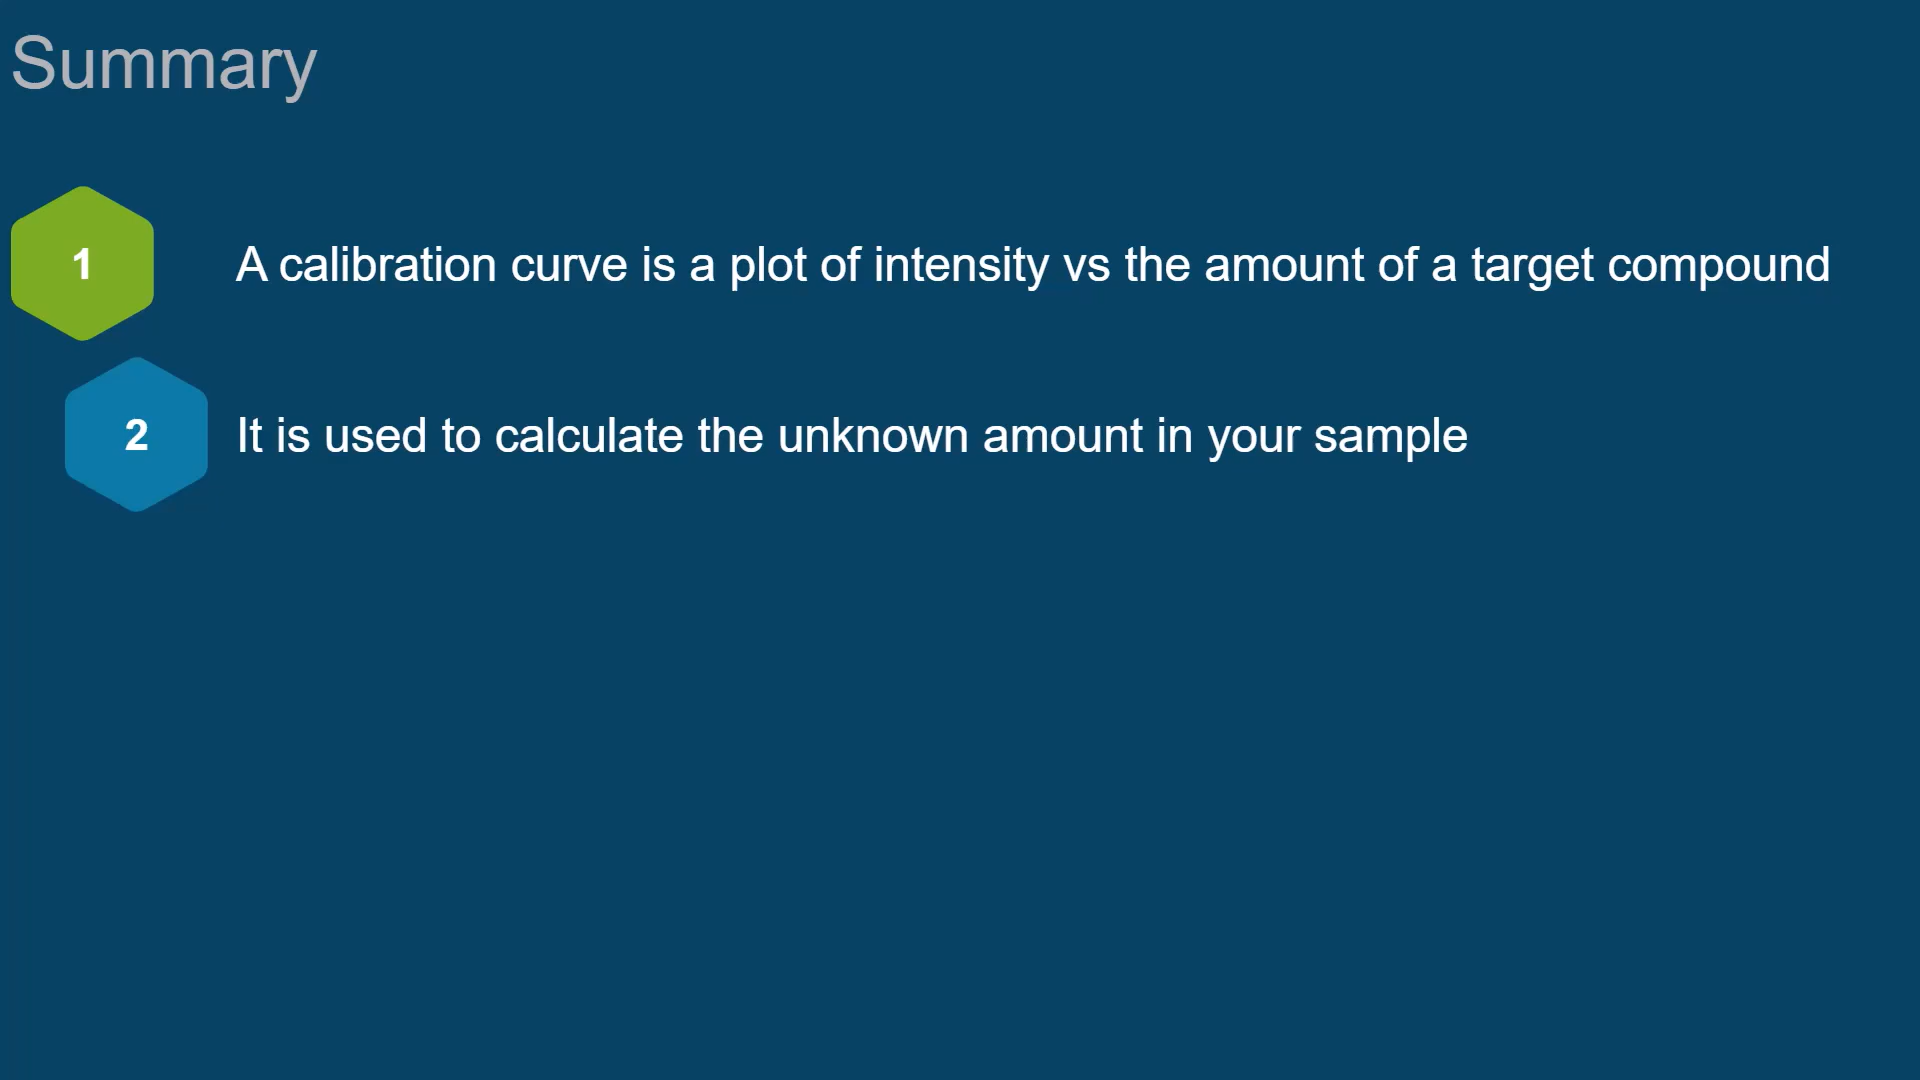 Summary
1 A calibration curve is a plot of intensity vs the amount of a target compound
2 It is used to calculate the unknown amount in your sample